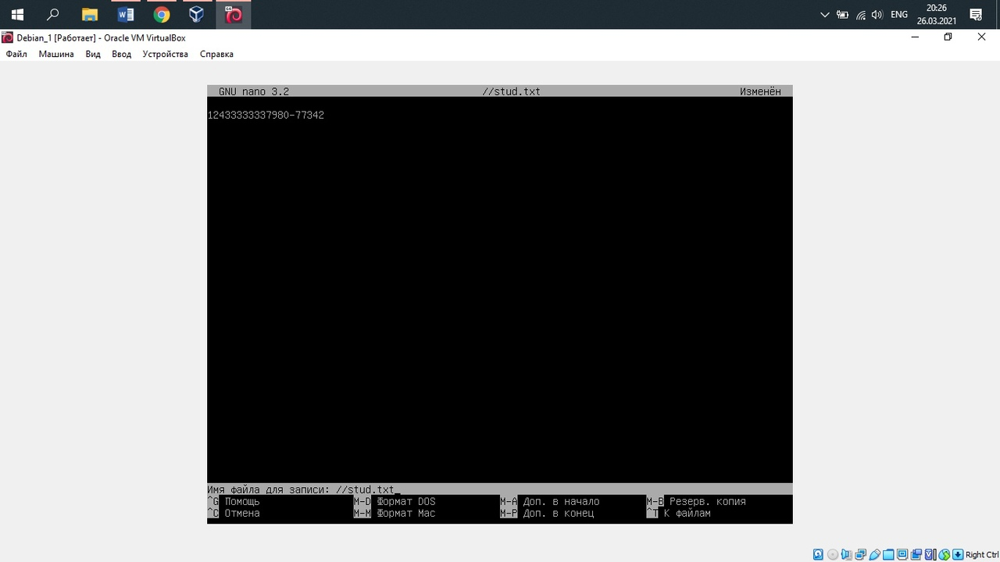 20:26
ENG
26.03.2021
Debian_1 [Работает] - Oracle VM VirtualBox
Файл Машина Вид Ввод Устройства Справка
GNU nano 3.2 //stud.txt Изменён
12433333337980-77342
Имя файла для записи: //stud.txt
^G Помощь M-D Формат DOS M-A Доп. в начало M-B Резерв. копия
^C Отмена M-M Формат Mac M-P Доп. в конец ^T К файлам
Right Ctrl